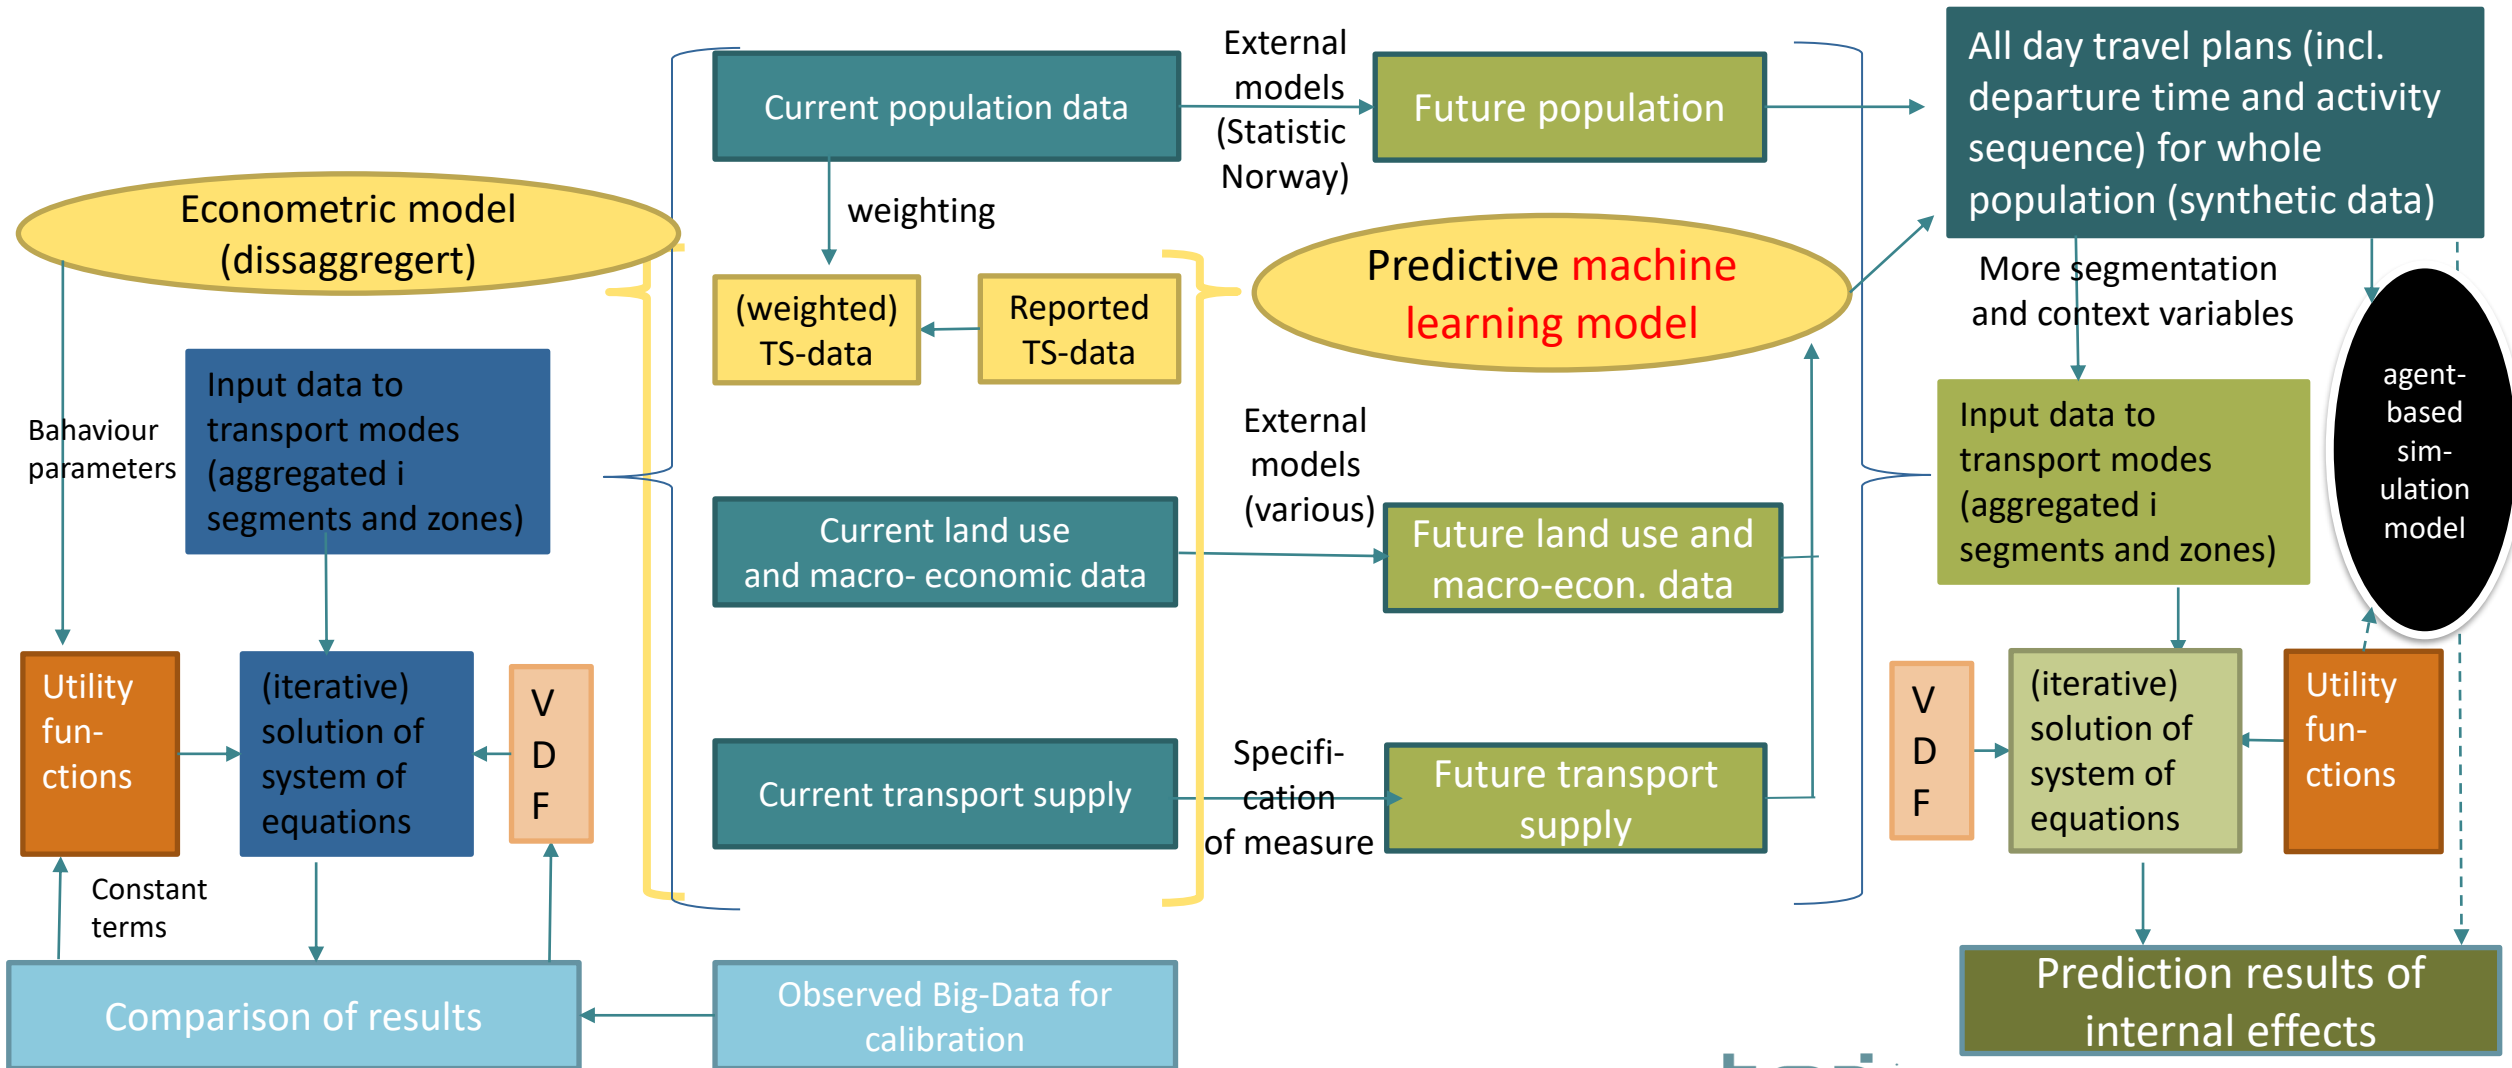 External
models
(Statistic
Norway)
Current population data
Future population
All day travel plans (incl.
departure time and activity
sequence) for whole
population (synthetic data)
weighting
Econometric model
(dissaggregert)
(weighted)
TS-data
Reported
TS-data
Predictive machine
learning model
More segmentation
and context variables
agent-
based
sim-
ulation
model
Bahaviour
parameters
Input data to
transport modes
(aggregated i
segments and zones)
External
models
(various)
Current land use
and macro- economic data
Future land use and
macro-econ. data
Input data to
transport modes
(aggregated i
segments and zones)
Utility
fun-
ctions
(iterative)
solution of
system of
equations
V
D
F
Current transport supply
Specifi-
cation
of measure
Future transport
supply
V
D
F
(iterative)
solution of
system of
equations
Utility
fun-
ctions
Constant
terms
Comparison of results
Observed Big-Data for
calibration
Prediction results of
internal effects